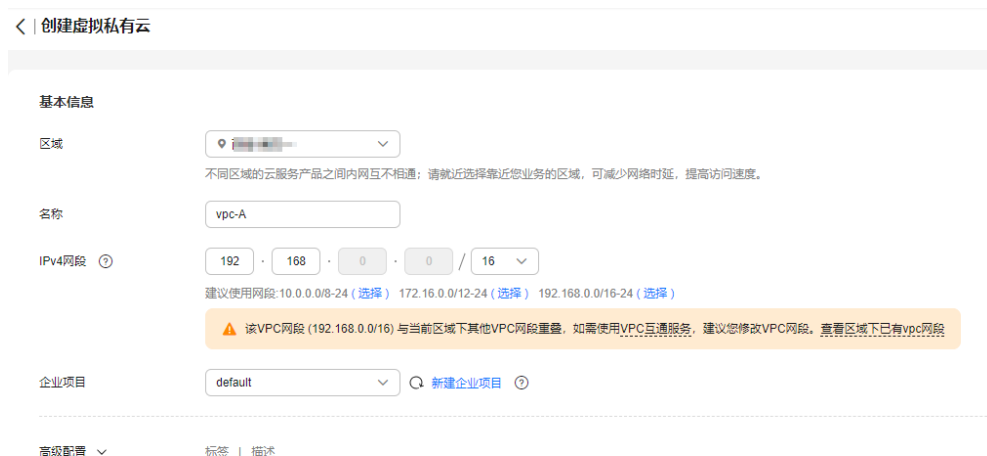 创建虚拟私有云
基本信息
区域
不同区域的云服务产品之间内网互不相通；请就近选择靠近您业务的区域，可减少网络时延，提高访问速度。
名称 vpc-A
IPv4网段 ? 192 · 168 · 0 · 0 / 16
建议使用网段:10.0.0.0/8-24 (选择) 172.16.0.0/12-24 (选择) 192.168.0.0/16-24 (选择)
该VPC网段 (192.168.0.0/16) 与当前区域下其他VPC网段重叠，如需使用VPC互通服务，建议您修改VPC网段。查看区域下已有vpc网段
企业项目 default 新建企业项目 ?
高级配置 标签 | 描述